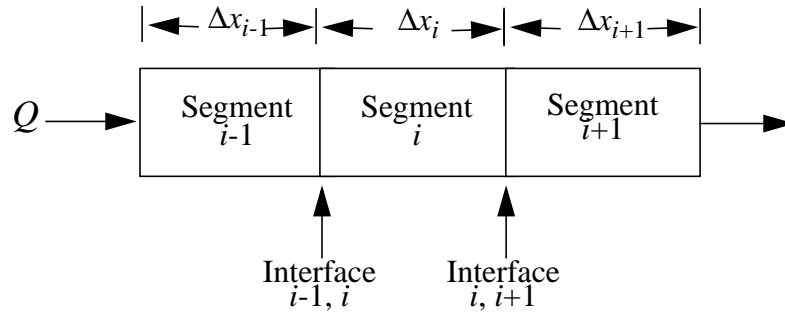 Δx_{i-1} Δx_i Δx_{i+1}
Q Segment Segment Segment
i-1 i i+1
Interface Interface
i-1, i i, i+1